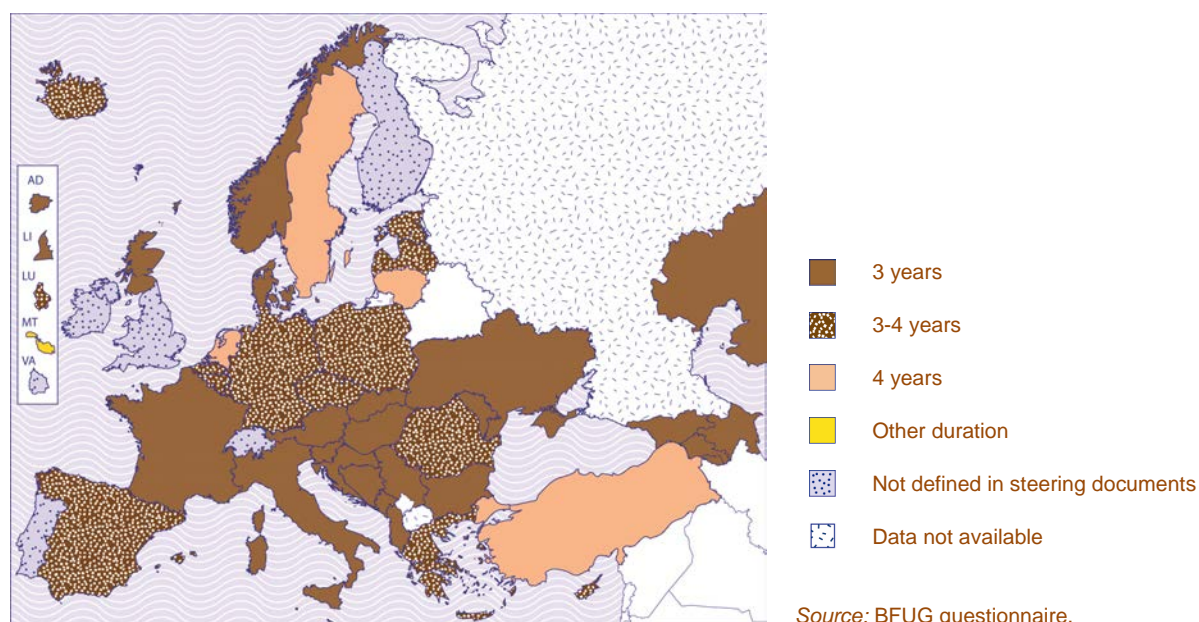 AD
LI
LU
MT
VA
3 years
3-4 years
4 years
Other duration
Not defined in steering documents
Data not available
Source: BFUG questionnaire.